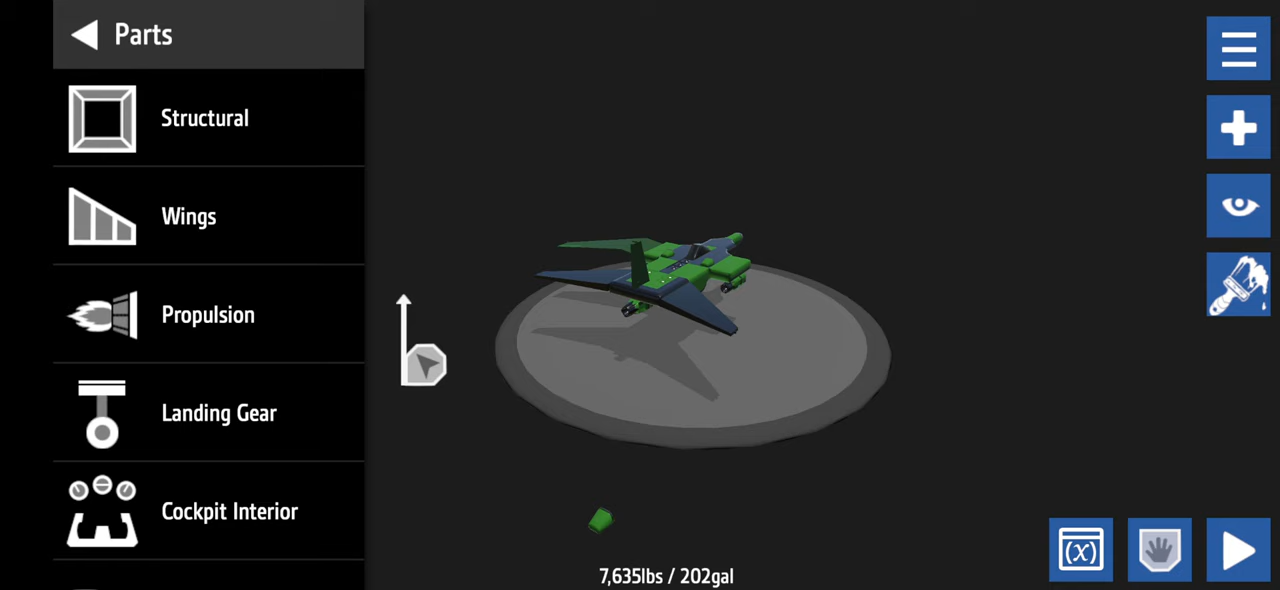 Parts
Structural
Wings
Propulsion
Landing Gear
Cockpit Interior
(x)
7,635lbs / 202gal